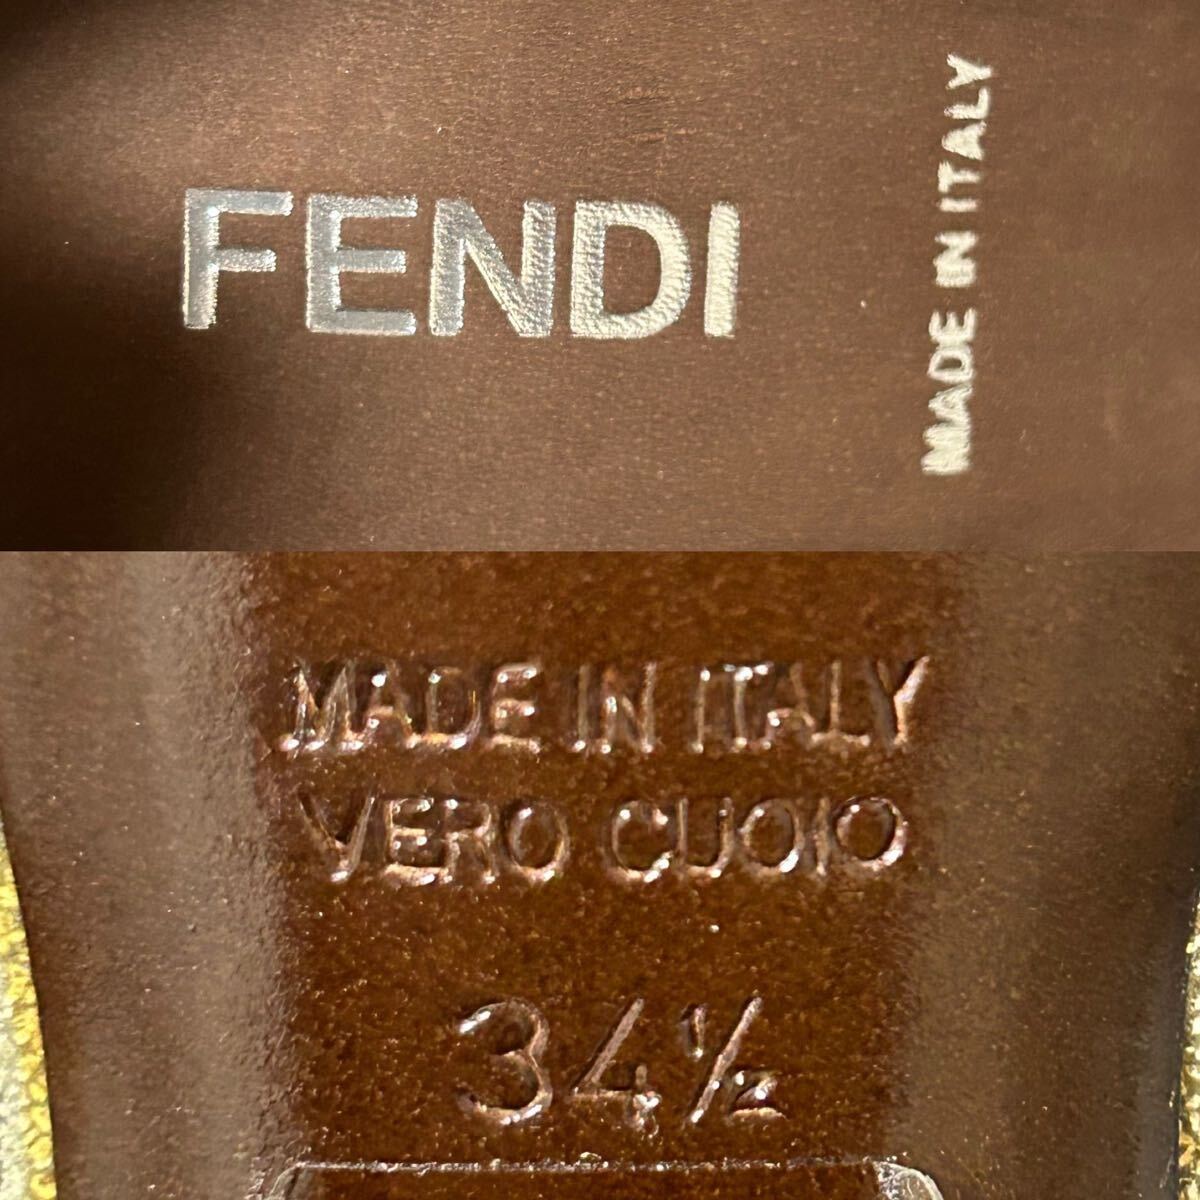 FENDI
MADE IN ITALY
MADE IN ITALY
VERO CUOIO
34½